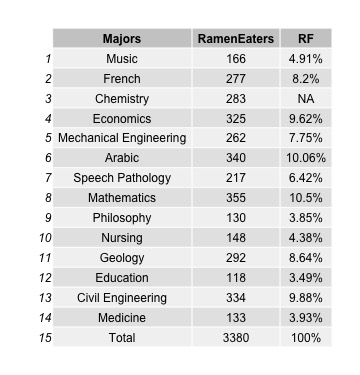 Majors RamenEaters RF
1 Music 166 4.91%
2 French 277 8.2%
3 Chemistry 283 NA
4 Economics 325 9.62%
5 Mechanical Engineering 262 7.75%
6 Arabic 340 10.06%
7 Speech Pathology 217 6.42%
8 Mathematics 355 10.5%
9 Philosophy 130 3.85%
10 Nursing 148 4.38%
11 Geology 292 8.64%
12 Education 118 3.49%
13 Civil Engineering 334 9.88%
14 Medicine 133 3.93%
15 Total 3380 100%